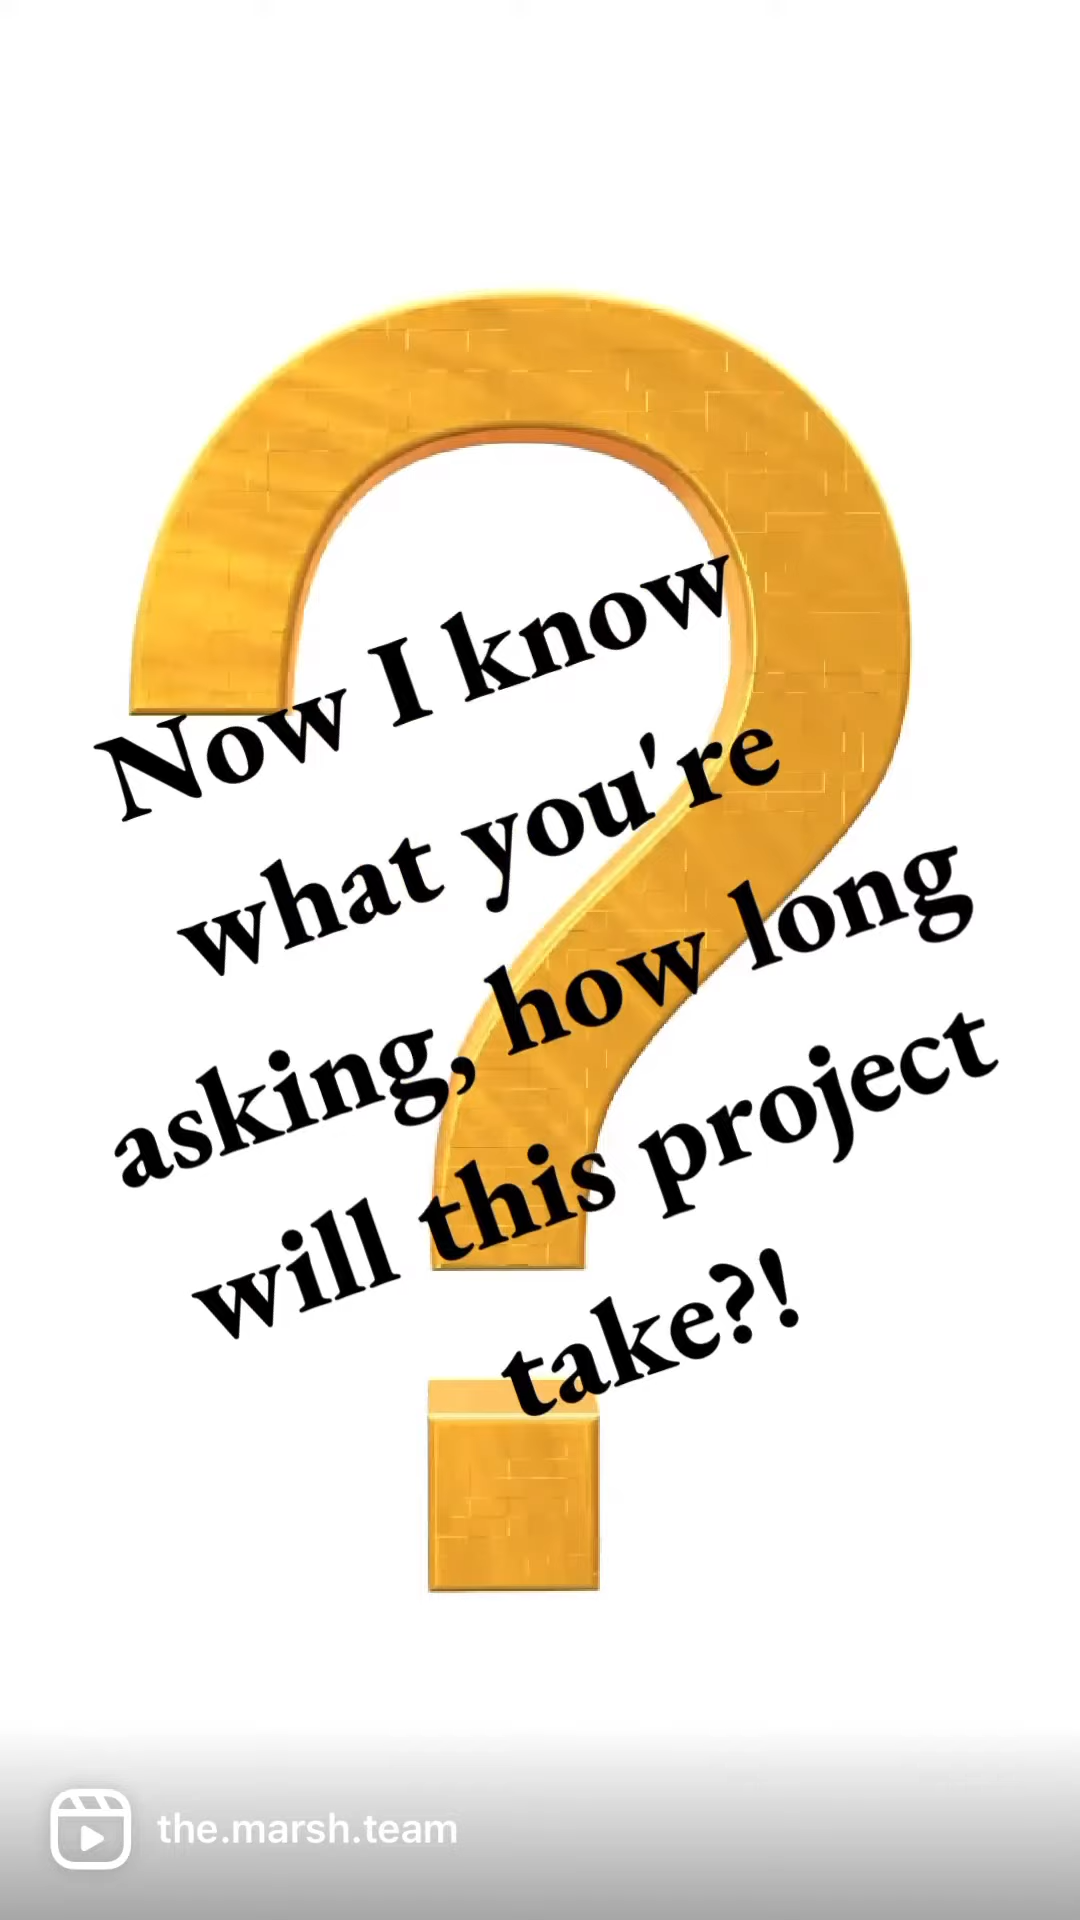 Now I know
what you're
asking, how long
will this project
take?!
the.marsh.team